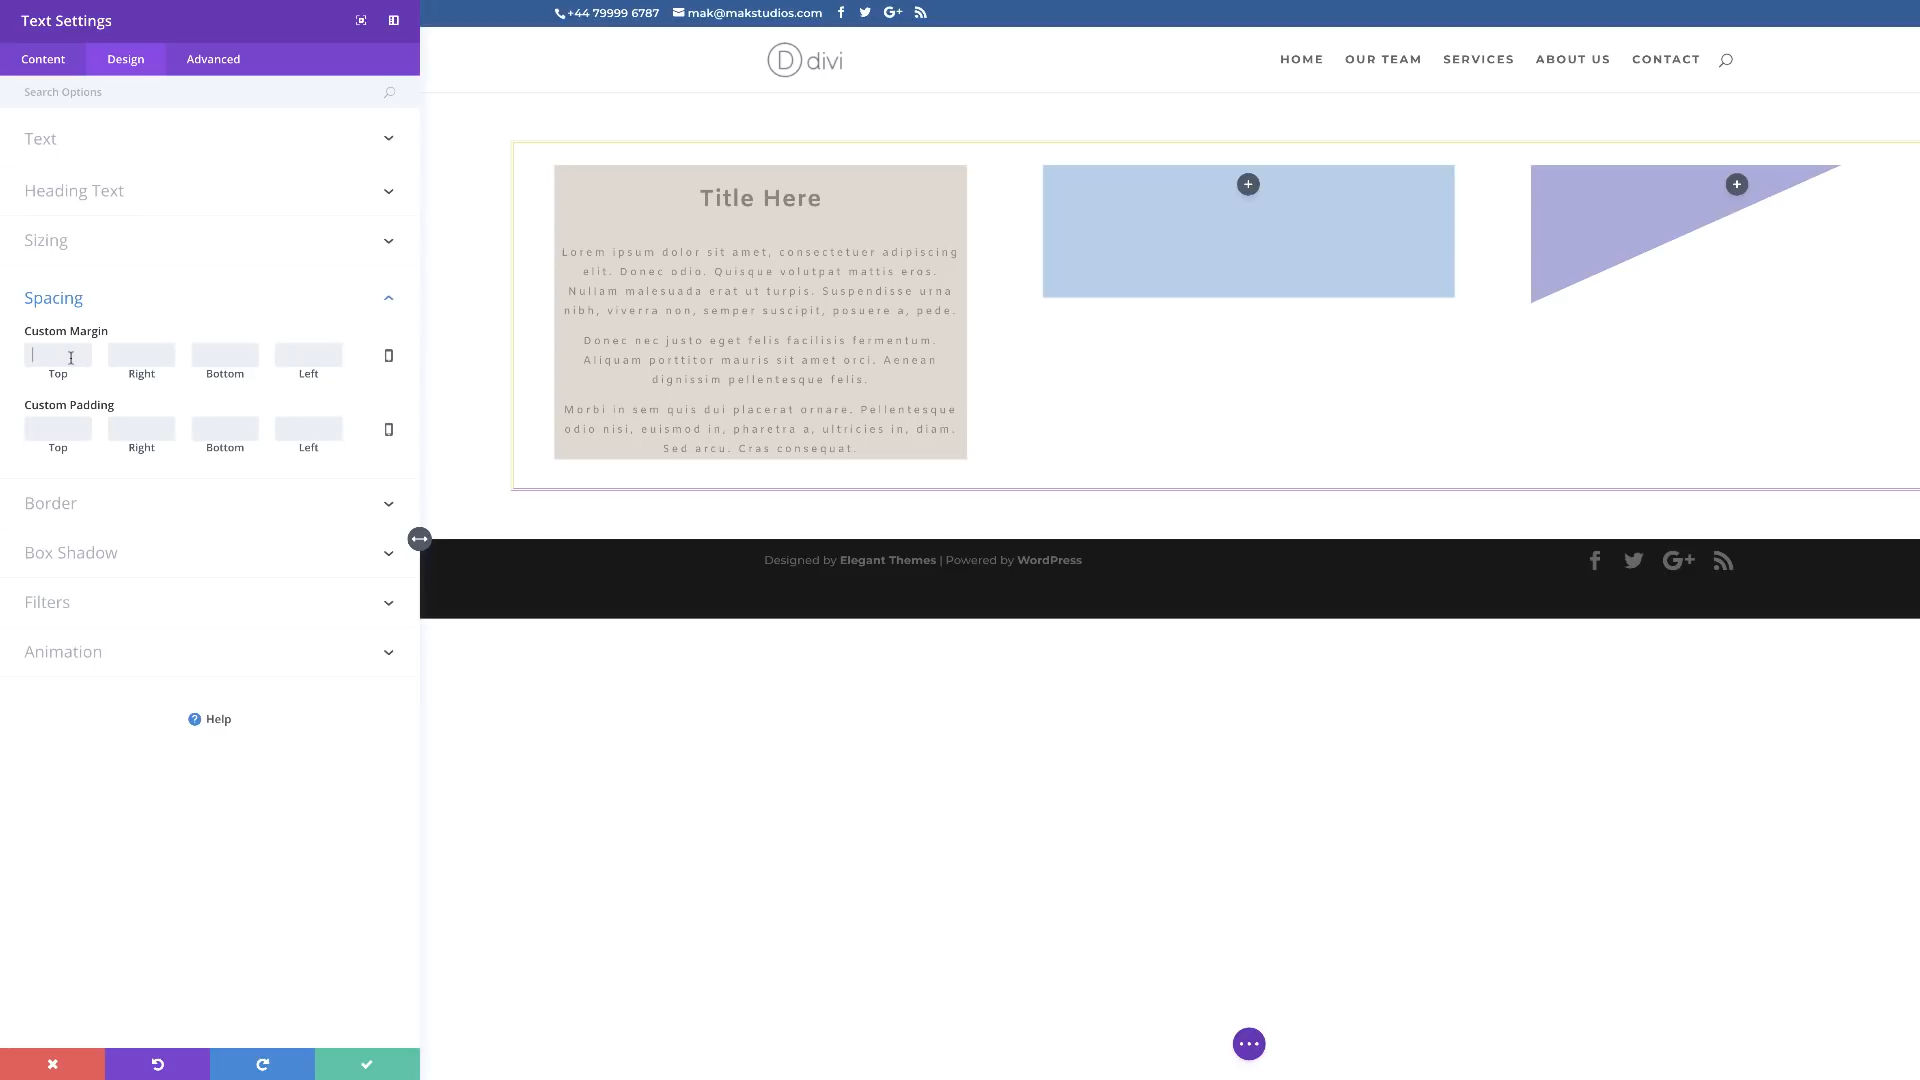 Text Settings
Content Design Advanced
Search Options
Text
Heading Text
Sizing
Spacing
Custom Margin
Top Right Bottom Left
Custom Padding
Top Right Bottom Left
Border
Box Shadow
Filters
Animation
? Help
+44 79999 6787 mak@makstudios.com
D divi
HOME OUR TEAM SERVICES ABOUT US CONTACT
Title Here
Lorem ipsum dolor sit amet, consectetuer adipiscing
elit. Donec odio. Quisque volutpat mattis eros.
Nullam malesuada erat ut turpis. Suspendisse urna
nibh, viverra non, semper suscipit, posuere a, pede.
Donec nec justo eget felis facilisis fermentum.
Aliquam porttitor mauris sit amet orci. Aenean
dignissim pellentesque felis.
Morbi in sem quis dui placerat ornare. Pellentesque
odio nisi, euismod in, pharetra a, ultricies in, diam.
Sed arcu. Cras consequat.
Designed by Elegant Themes | Powered by WordPress